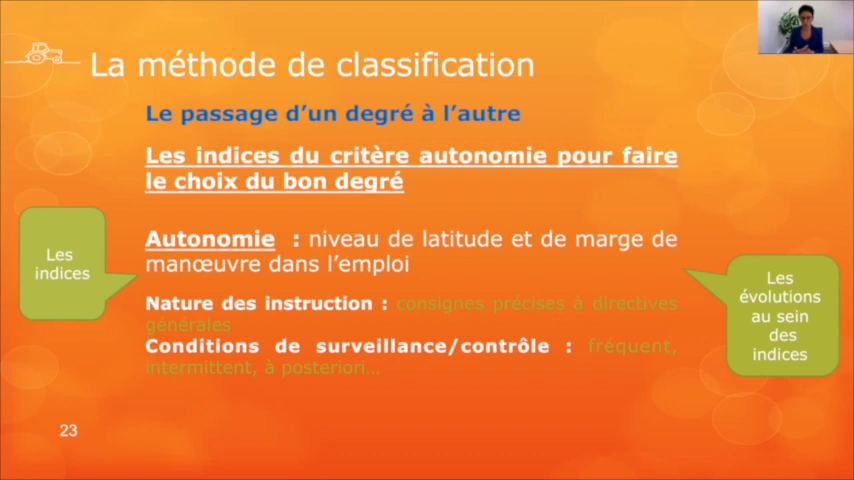 La méthode de classification
Le passage d'un degré à l'autre
Les indices du critère autonomie pour faire
le choix du bon degré
Les
indices
Autonomie : niveau de latitude et de marge de
manœuvre dans l'emploi
Nature des instruction : consignes précises à directives
générales
Conditions de surveillance/contrôle : fréquent,
intermittent, à posteriori...
Les
évolutions
au sein
des
indices
23